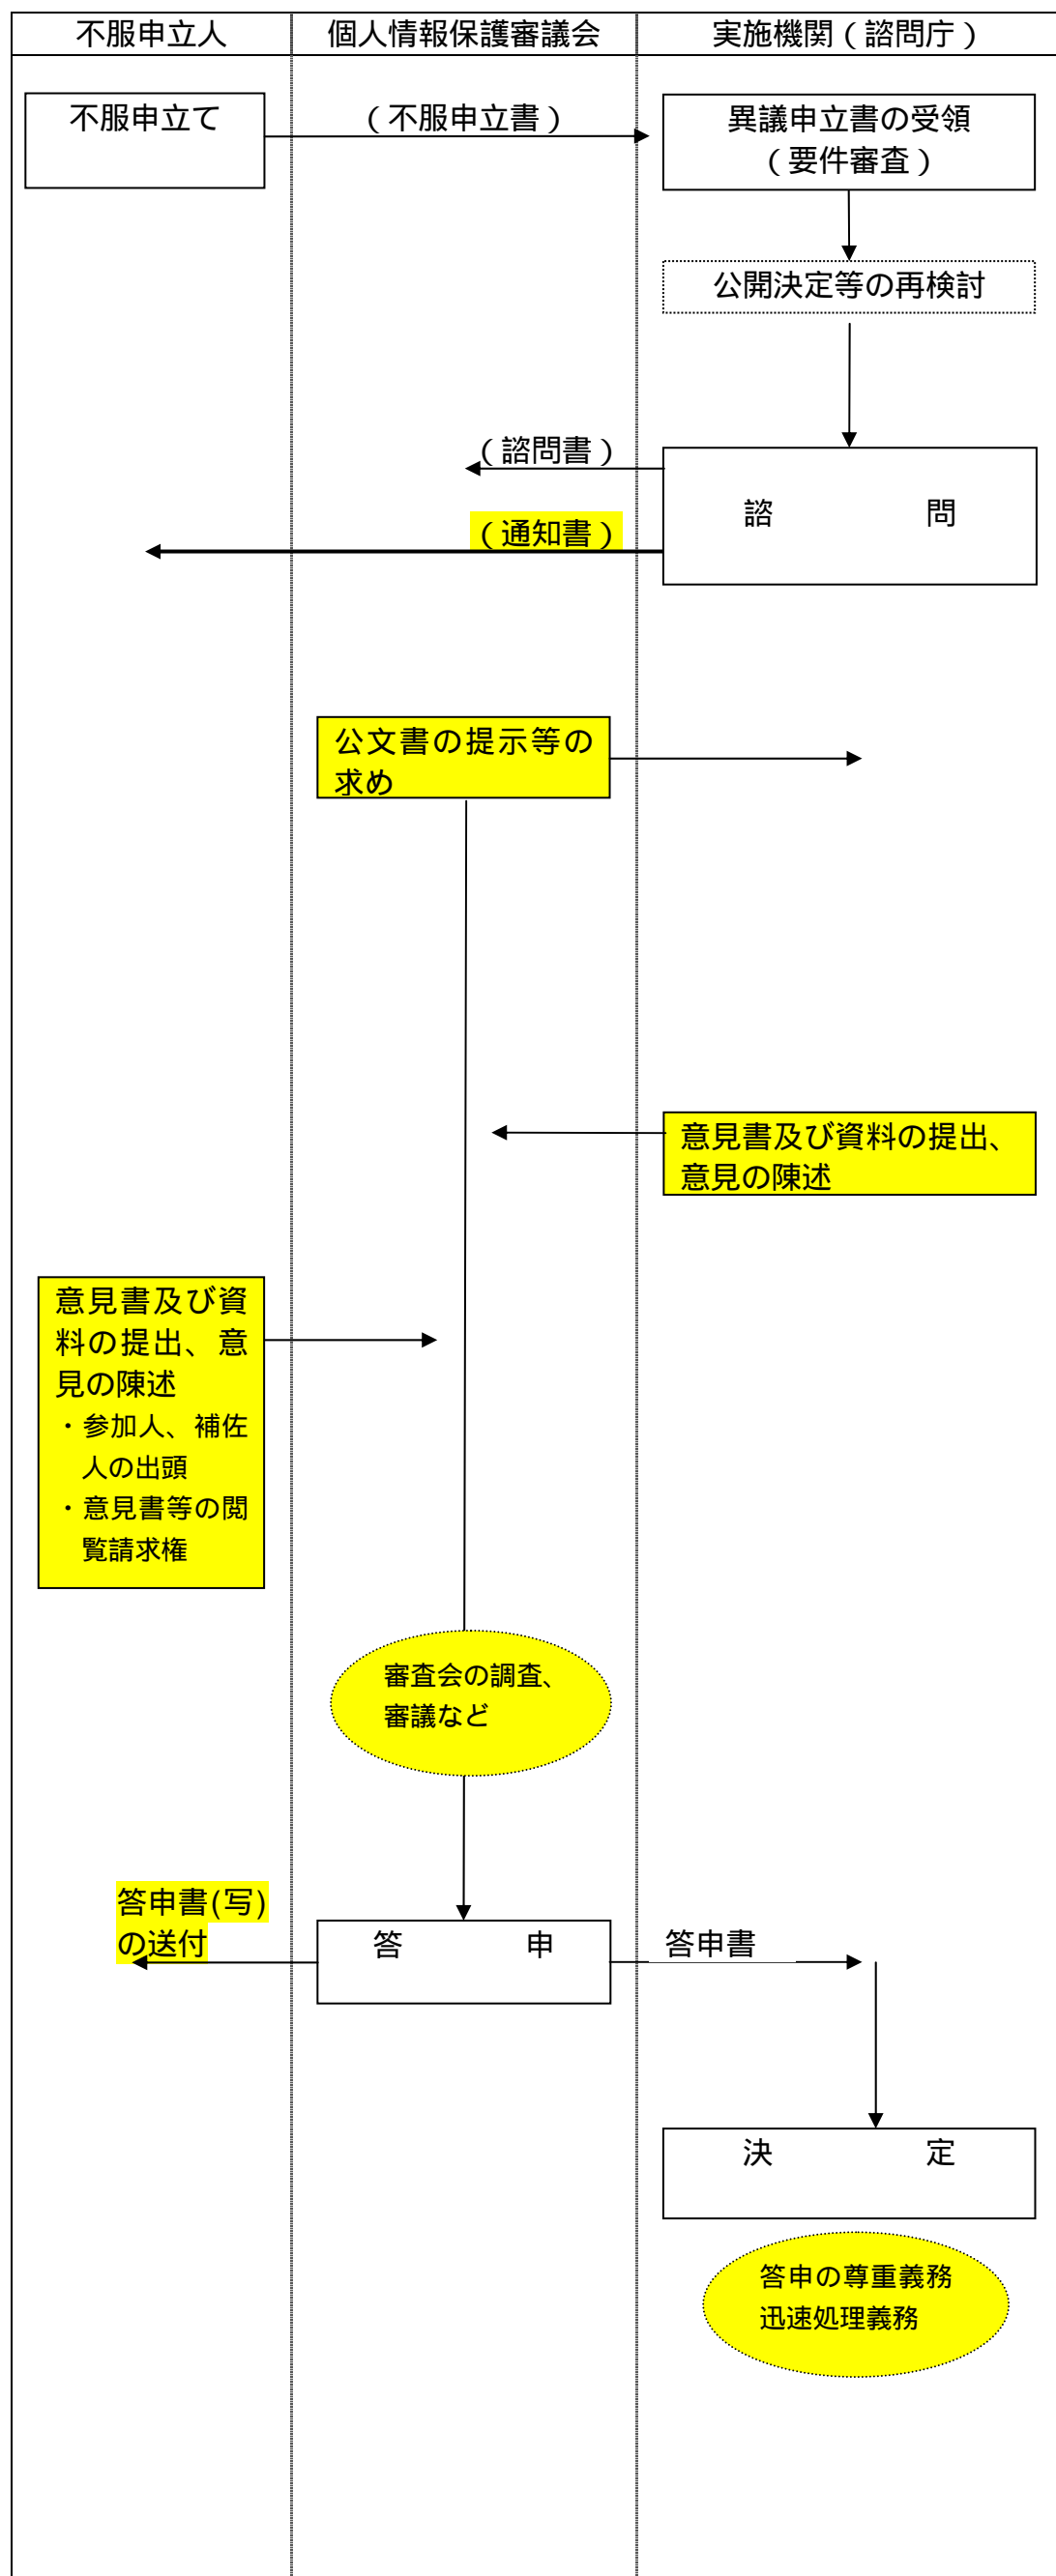 不服申立人
個人情報保護審議会
実施機関（諮問庁）
不服申立て
（不服申立書）
異議申立書の受領
（要件審査）
公開決定等の再検討
（諮問書）
諮　　　　　問
（通知書）
公文書の提示等の
求め
意見書及び資料の提出、
意見の陳述
意見書及び資
料の提出、意
見の陳述
・参加人、補佐
人の出頭
・意見書等の閲
覧請求権
審査会の調査、
審議など
答申書(写)
の送付
答　　　　　申
答申書
決　　　　　定
答申の尊重義務
迅速処理義務